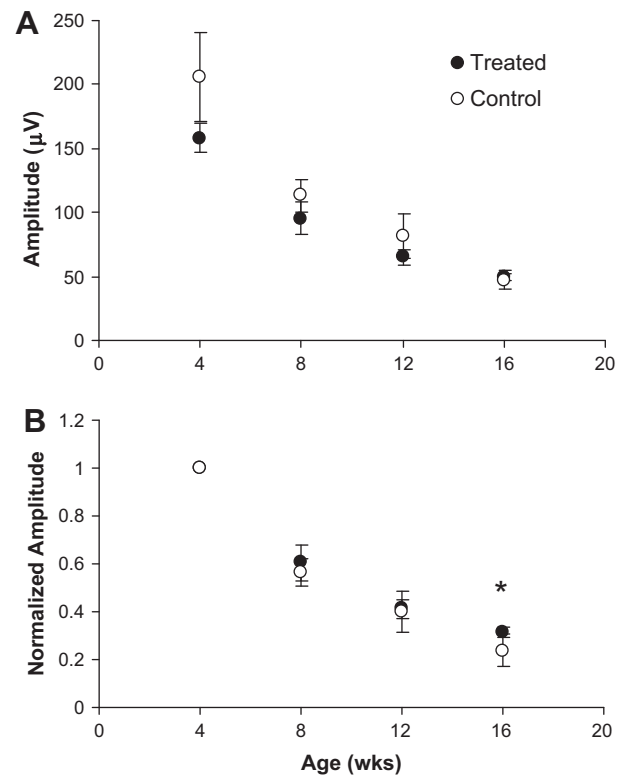 A
250
200
150
100
50
0
Amplitude (µV)
Treated
Control
0 4 8 12 16 20
B
1.2
1
0.8
0.6
0.4
0.2
0
Normalized Amplitude
*
0 4 8 12 16 20
Age (wks)